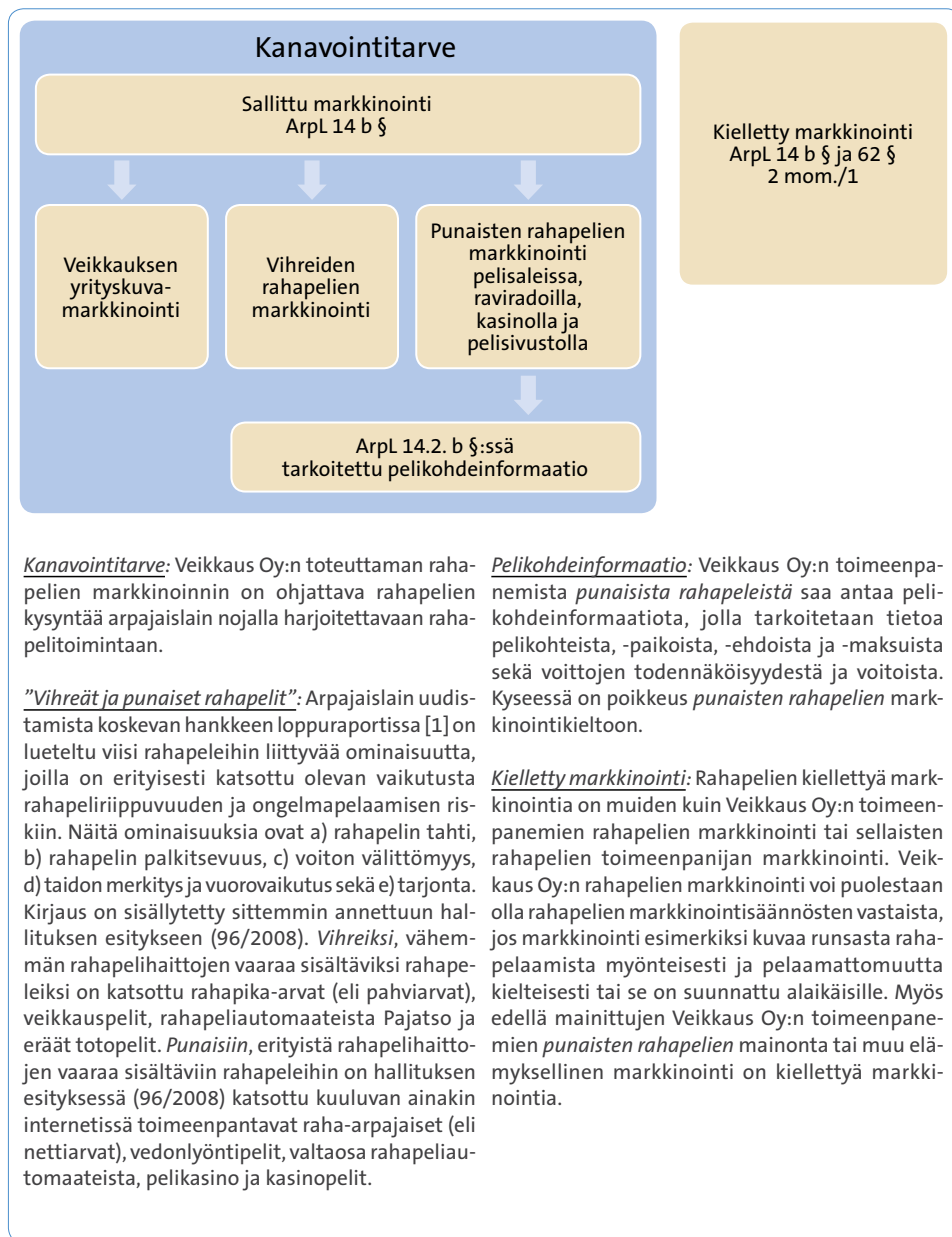 Kanavointitarve
Sallittu markkinointi
ArpL 14 b §
Kielletty markkinointi
ArpL 14 b § ja 62 §
2 mom./1
Veikkauksen
yrityskuva-
markkinointi
Vihreiden
rahapelien
markkinointi
Punaisten rahapelien
markkinointi
pelisaleissa,
raviradoilla,
kasinolla ja
pelisivustolla
ArpL 14.2. b §:ssä
tarkoitettu pelikohdeinformaatio
Kanavointitarve: Veikkaus Oy:n toteuttaman raha-
pelien markkinoinnin on ohjattava rahapelien
kysyntää arpajaislain nojalla harjoitettavaan raha-
pelitoimintaan.
"Vihreät ja punaiset rahapelit": Arpajaislain uudis-
tamista koskevan hankkeen loppuraportissa [1] on
lueteltu viisi rahapeleihin liittyvää ominaisuutta,
joilla on erityisesti katsottu olevan vaikutusta
rahapeliriippuvuuden ja ongelmapelaamisen ris-
kiin. Näitä ominaisuuksia ovat a) rahapelin tahti,
b) rahapelin palkitsevuus, c) voiton välittömyys,
d) taidon merkitys ja vuorovaikutus sekä e) tarjonta.
Kirjaus on sisällytetty sittemmin annettuun hal-
lituksen esitykseen (96/2008). Vihreiksi, vähem-
män rahapelihaittojen vaaraa sisältäviksi rahape-
leiksi on katsottu rahapika-arvat (eli pahviarvat),
veikkauspelit, rahapeliautomaateista Pajatso ja
eräät totopelit. Punaisiin, erityistä rahapelihaitto-
jen vaaraa sisältäviin rahapeleihin on hallituksen
esityksessä (96/2008) katsottu kuuluvan ainakin
internetissä toimeenpantavat raha-arpajaiset (eli
nettiarvat), vedonlyöntipelit, valtaosa rahapeliau-
tomaateista, pelikasino ja kasinopelit.
Pelikohdeinformaatio: Veikkaus Oy:n toimeenpa-
nemista punaisista rahapeleistä saa antaa peli-
kohdeinformaatiota, jolla tarkoitetaan tietoa
pelikohteista, -paikoista, -ehdoista ja -maksuista
sekä voittojen todennäköisyydestä ja voitoista.
Kyseessä on poikkeus punaisten rahapelien mark-
kinointikieltoon.
Kielletty markkinointi: Rahapelien kiellettyä mark-
kinointia on muiden kuin Veikkaus Oy:n toimeen-
panemien rahapelien markkinointi tai sellaisten
rahapelien toimeenpanijan markkinointi. Veik-
kaus Oy:n rahapelien markkinointi voi puolestaan
olla rahapelien markkinointisäännösten vastaista,
jos markkinointi esimerkiksi kuvaa runsasta raha-
pelaamista myönteisesti ja pelaamattomuutta
kielteisesti tai se on suunnattu alaikäisille. Myös
edellä mainittujen Veikkaus Oy:n toimeenpane-
mien punaisten rahapelien mainonta tai muu elä-
myksellinen markkinointi on kiellettyä markki-
nointia.